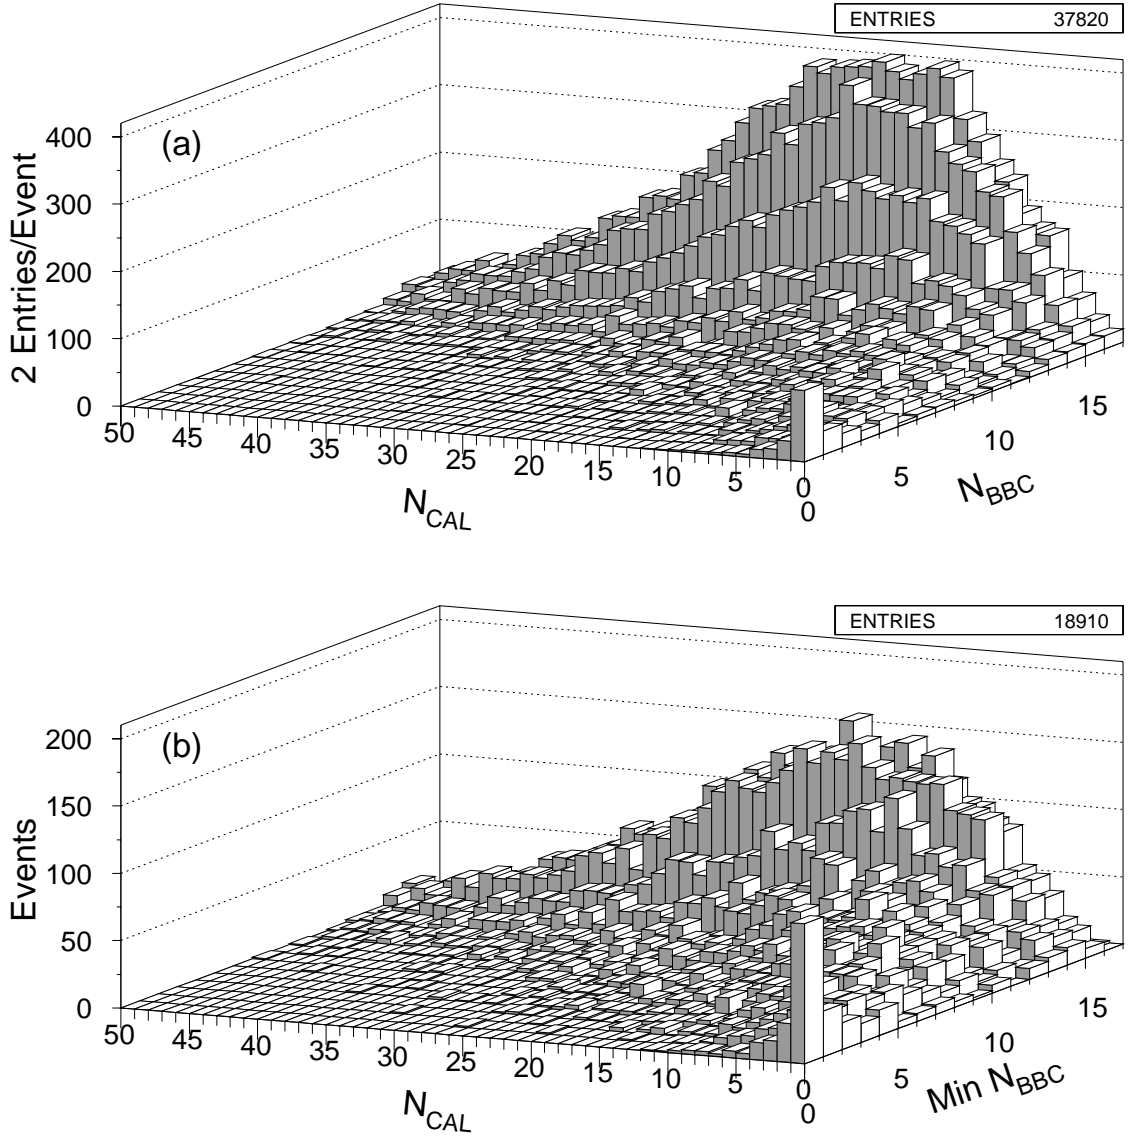 ENTRIES 37820
(a)
2 Entries/Event
400
300
200
100
0
50 45 40 35 30 25 20 15 10 5 0
0 5 10 15
N_CAL
N_BBC
ENTRIES 18910
(b)
Events
200
150
100
50
0
50 45 40 35 30 25 20 15 10 5 0
0 5 10 15
N_CAL
Min N_BBC